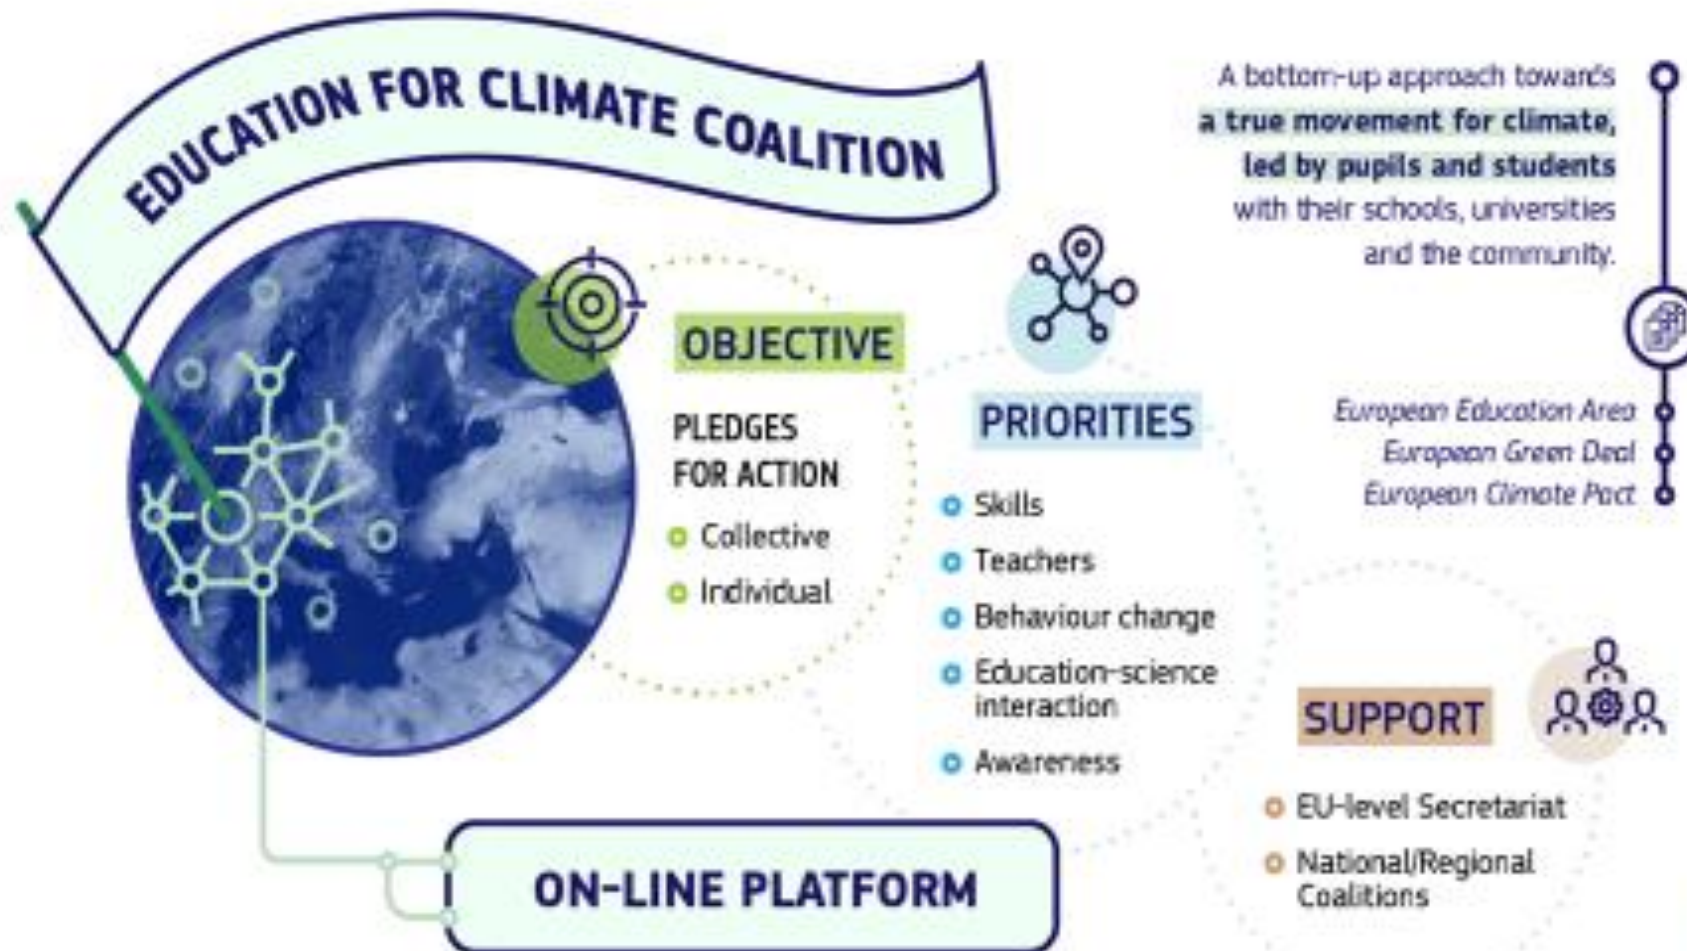 EDUCATION FOR CLIMATE COALITION
A bottom-up approach towards
a true movement for climate,
led by pupils and students
with their schools, universities
and the community.
European Education Area
European Green Deal
European Climate Pact
OBJECTIVE
PLEDGES
FOR ACTION
Collective
Individual
PRIORITIES
Skills
Teachers
Behaviour change
Education-science
interaction
Awareness
SUPPORT
EU-level Secretariat
National/Regional
Coalitions
ON-LINE PLATFORM